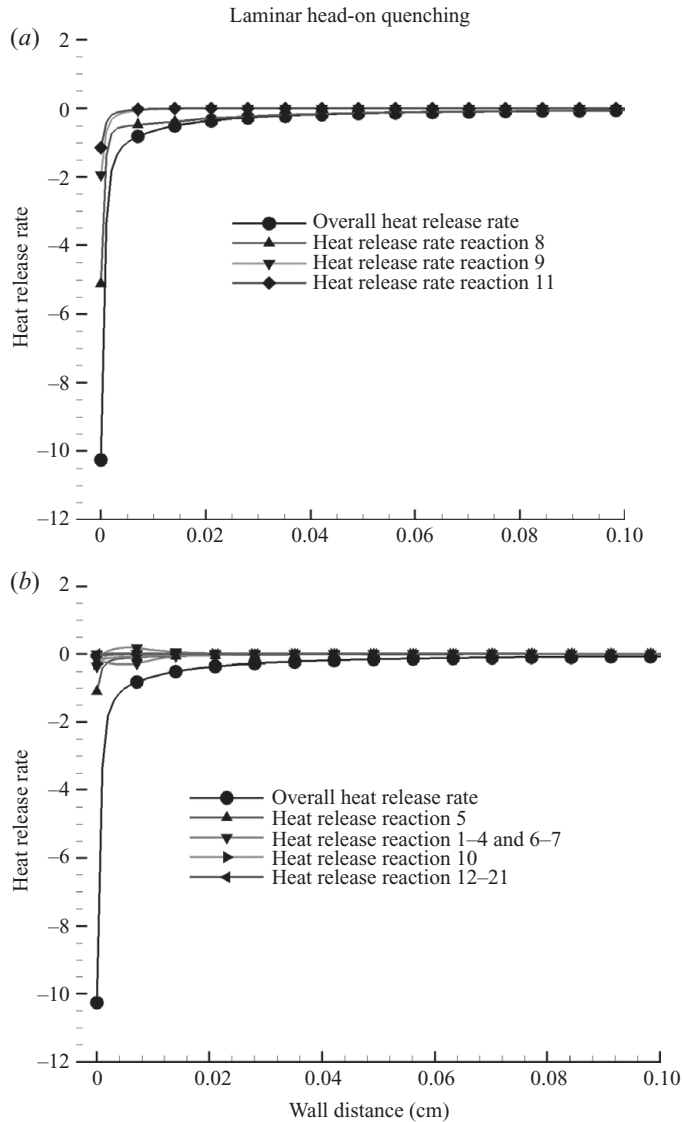 Laminar head-on quenching
(a)
2
0
–2
–4
–6
–8
–10
–12
Heat release rate
Overall heat release rate
Heat release rate reaction 8
Heat release rate reaction 9
Heat release rate reaction 11
0 0.02 0.04 0.06 0.08 0.10
(b)
2
0
–2
–4
–6
–8
–10
–12
Heat release rate
Overall heat release rate
Heat release reaction 5
Heat release reaction 1–4 and 6–7
Heat release reaction 10
Heat release reaction 12–21
0 0.02 0.04 0.06 0.08 0.10
Wall distance (cm)